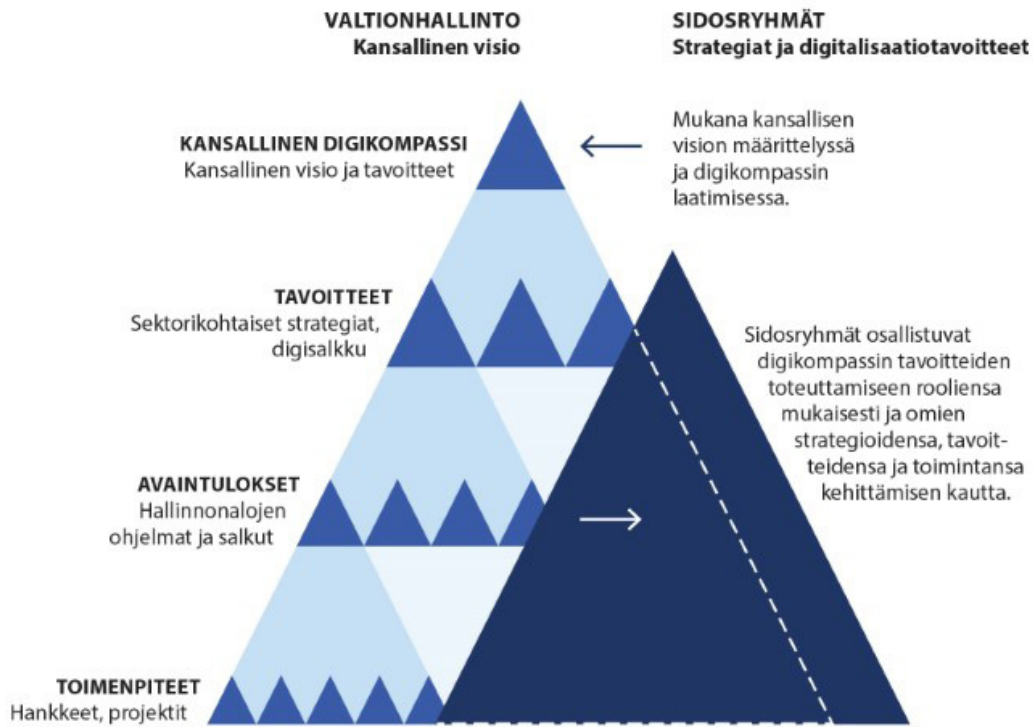 VALTIONHALLINTO
Kansallinen visio
SIDOSRYHMÄT
Strategiat ja digitalisaatiotavoitteet
KANSALLINEN DIGIKOMPASSI
Kansallinen visio ja tavoitteet
Mukana kansallisen
vision määrittelyssä
ja digikompassin
laatimisessa.
TAVOITTEET
Sektorikohtaiset strategiat,
digisalkku
Sidosryhmät osallistuvat
digikompassin tavoitteiden
toteuttamiseen rooliensa
mukaisesti ja omien
strategioidensa, tavoit-
teidensa ja toimintansa
kehittämisen kautta.
AVAINTULOKSET
Hallinnonalojen
ohjelmat ja salkut
TOIMENPITEET
Hankkeet, projektit